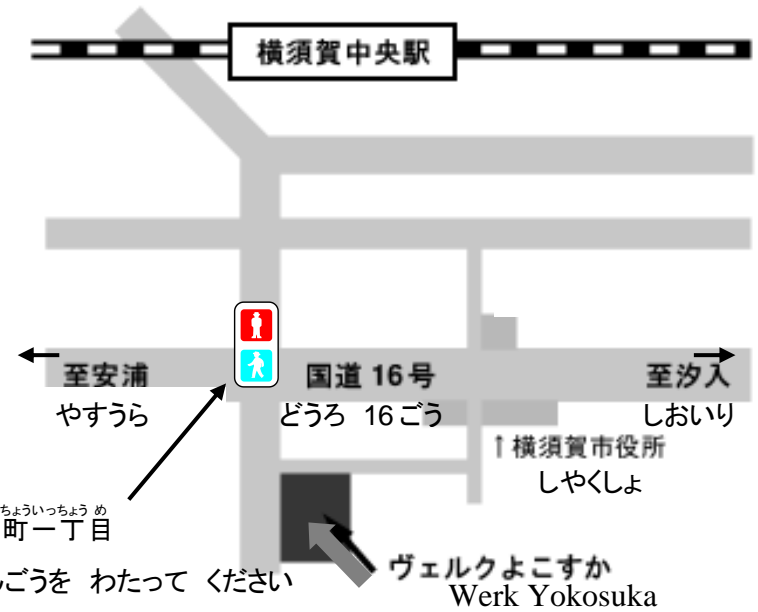 横須賀中央駅
至安浦
やすうら
国道16号
どうろ 16ごう
至汐入
しおいり
↑横須賀市役所
しやくしょ
ちょういっちょうめ
町一丁目
ごうを わたって ください
ヴェルクよこすか
Werk Yokosuka